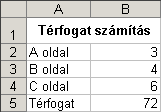 A B
1 Térfogat számítás
2 A oldal 3
3 B oldal 4
4 C oldal 6
5 Térfogat 72